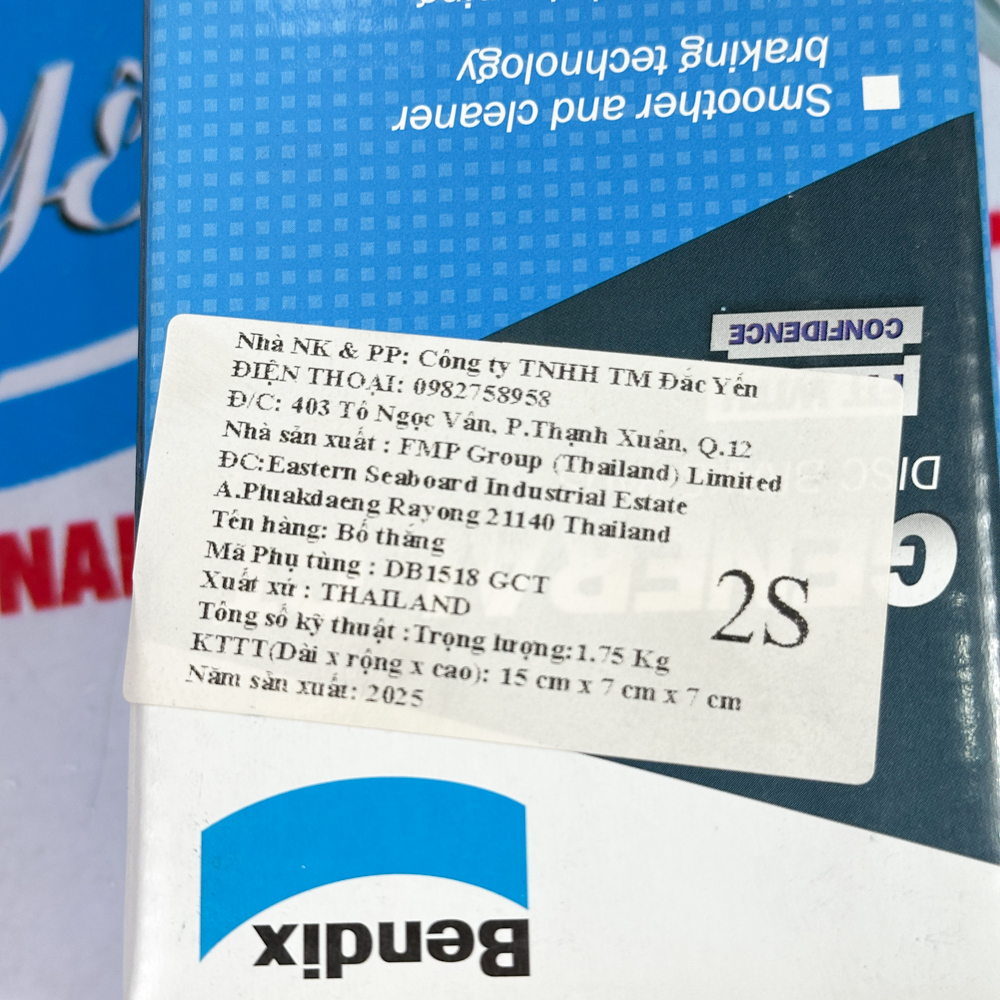 Smoother and cleaner
braking technology
CONFIDENCE
Nhà NK & PP: Công ty TNHH TM Đắc Yến
ĐIỆN THOẠI: 0982758958
Đ/C: 403 Tô Ngọc Vân, P.Thạnh Xuân, Q.12
Nhà sản xuất : FMP Group (Thailand) Limited
ĐC:Eastern Seaboard Industrial Estate
A.Pluakdaeng Rayong 21140 Thailand
Tên hàng: Bố thắng
Mã Phụ tùng : DB1518 GCT
Xuất xứ : THAILAND
Tổng số kỹ thuật :Trọng lượng:1.75 Kg
KTTT(Dài x rộng x cao): 15 cm x 7 cm x 7 cm
Năm sản xuất: 2025
2S
Bendix